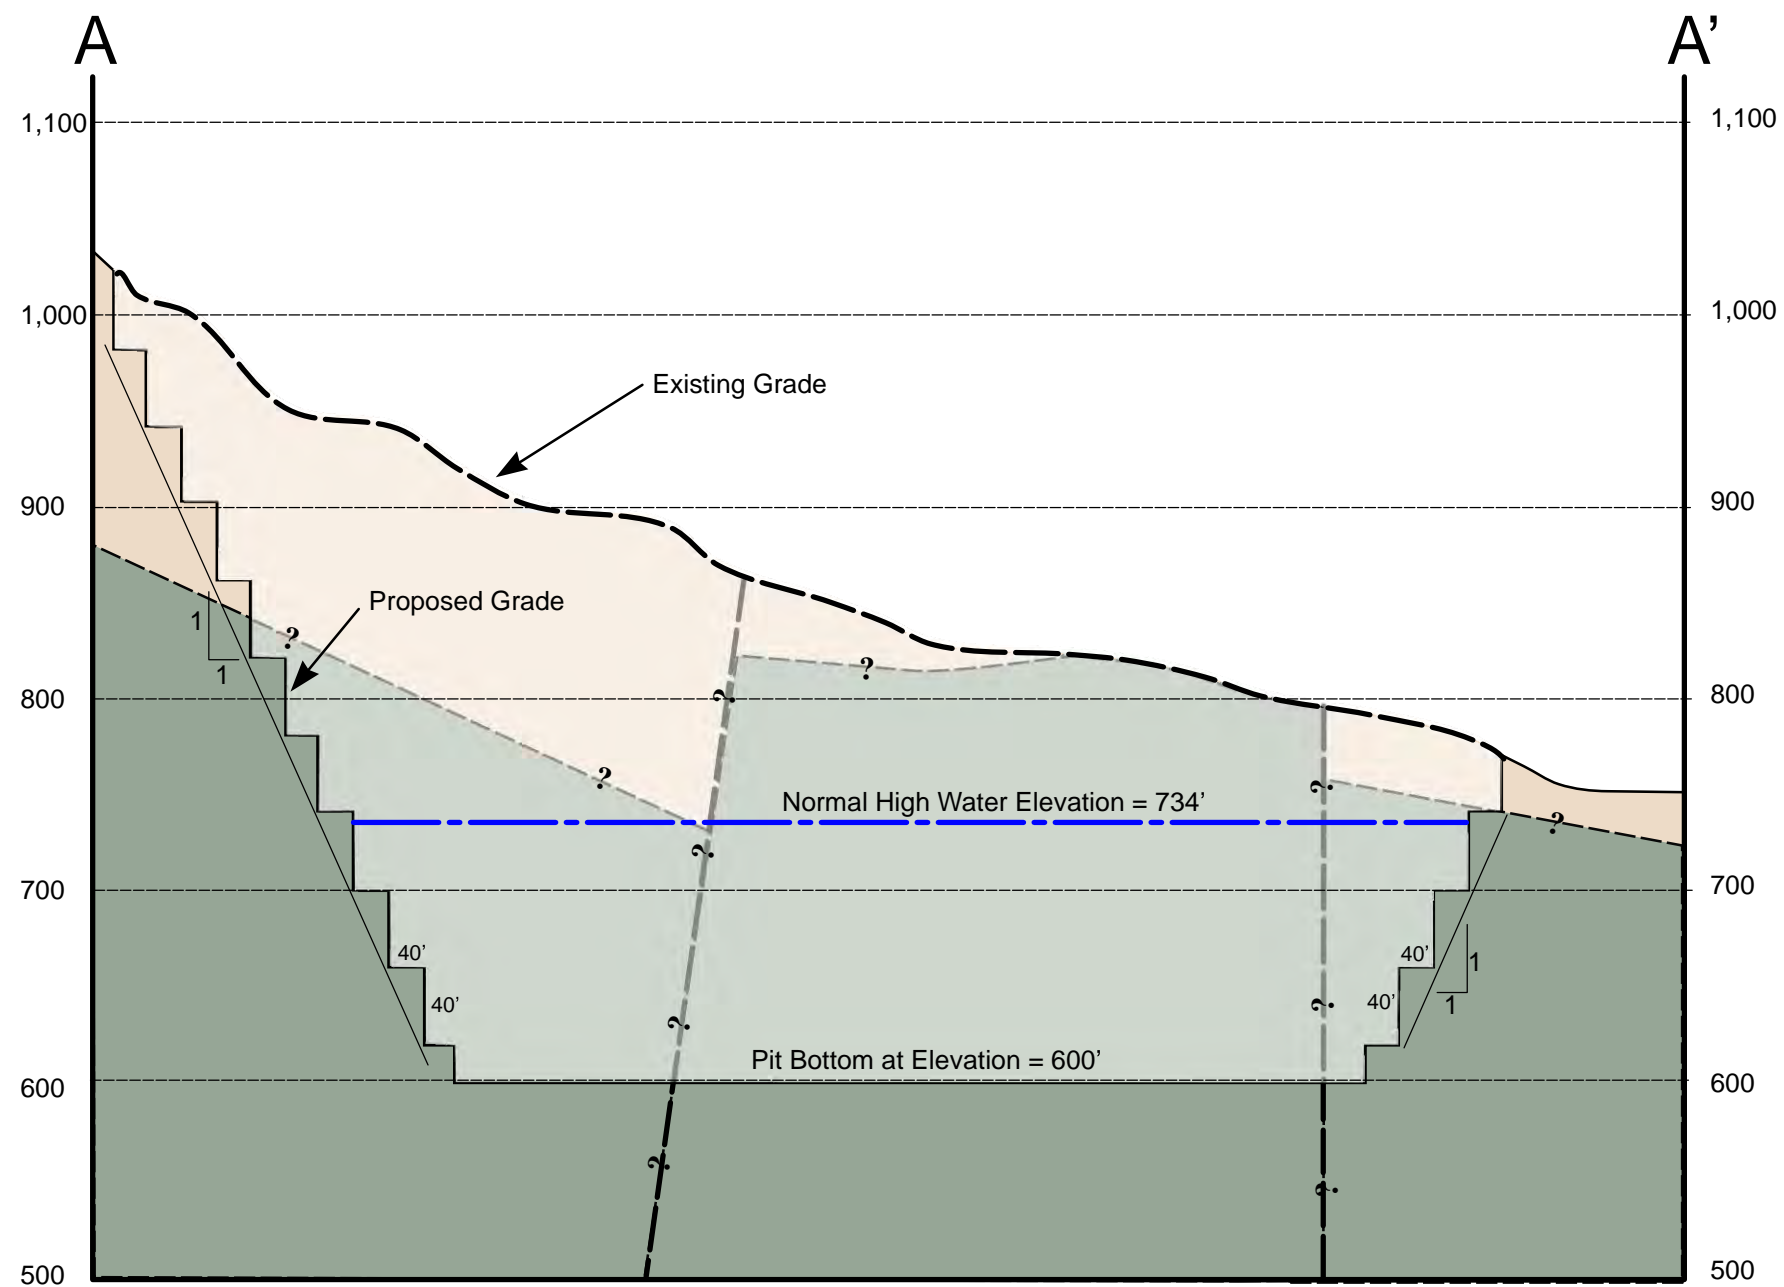 A A’
1,100 1,100
1,000 1,000
Existing Grade
900 900
Proposed Grade
1
?
1
?
800 ? 800
?
?
Normal High Water Elevation = 734’
?
?
700 700
40’ 40’ 1
40’ 40’ 1
?
?
Pit Bottom at Elevation = 600’
600 600
?
?
500 500